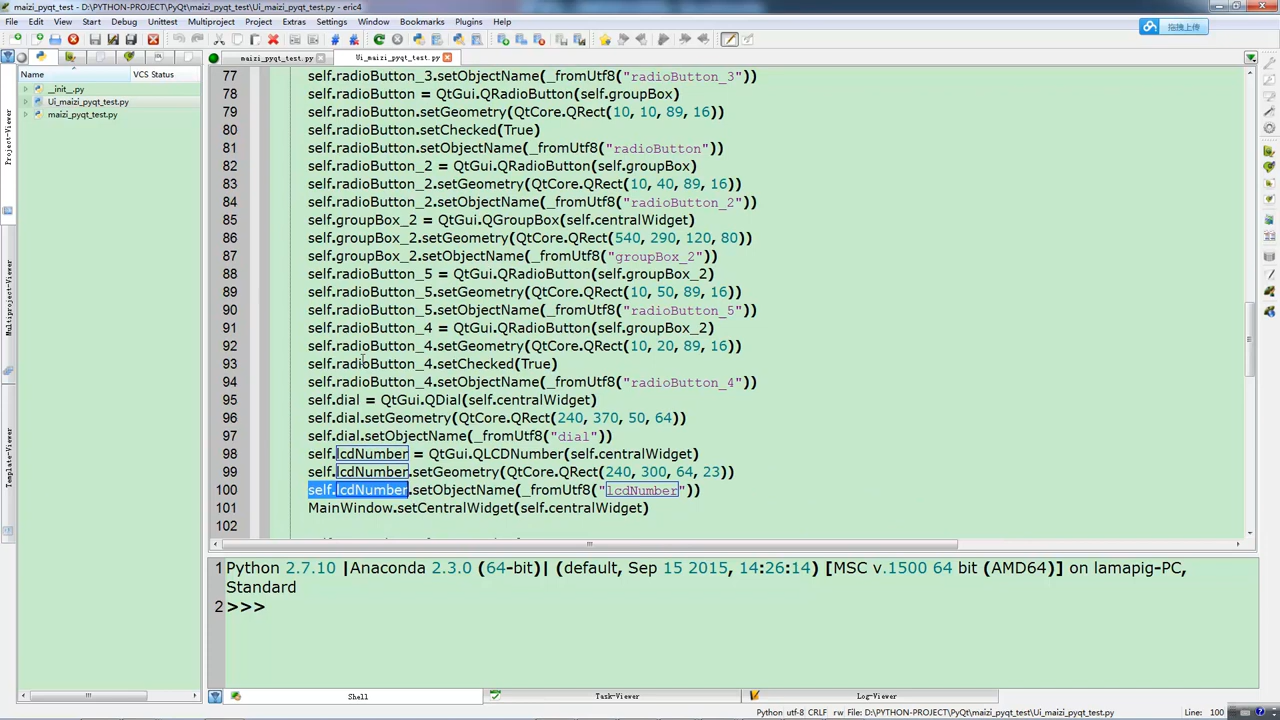 maizi_pyqt_test - D:\PYTHON-PROJECT\PyQt\maizi_pyqt_test\Ui_maizi_pyqt_test.py - eric4
File Edit View Start Debug Unittest Multiproject Project Extras Settings Window Bookmarks Plugins Help
拖拽上传
maizi_pyqt_test.py Ui_maizi_pyqt_test.py
Name VCS Status
__init__.py
Ui_maizi_pyqt_test.py
maizi_pyqt_test.py
Project-Viewer
Multiproject-Viewer
Template-Viewer
77 self.radioButton_3.setObjectName(_fromUtf8("radioButton_3"))
78 self.radioButton = QtGui.QRadioButton(self.groupBox)
79 self.radioButton.setGeometry(QtCore.QRect(10, 10, 89, 16))
80 self.radioButton.setChecked(True)
81 self.radioButton.setObjectName(_fromUtf8("radioButton"))
82 self.radioButton_2 = QtGui.QRadioButton(self.groupBox)
83 self.radioButton_2.setGeometry(QtCore.QRect(10, 40, 89, 16))
84 self.radioButton_2.setObjectName(_fromUtf8("radioButton_2"))
85 self.groupBox_2 = QtGui.QGroupBox(self.centralWidget)
86 self.groupBox_2.setGeometry(QtCore.QRect(540, 290, 120, 80))
87 self.groupBox_2.setObjectName(_fromUtf8("groupBox_2"))
88 self.radioButton_5 = QtGui.QRadioButton(self.groupBox_2)
89 self.radioButton_5.setGeometry(QtCore.QRect(10, 50, 89, 16))
90 self.radioButton_5.setObjectName(_fromUtf8("radioButton_5"))
91 self.radioButton_4 = QtGui.QRadioButton(self.groupBox_2)
92 self.radioButton_4.setGeometry(QtCore.QRect(10, 20, 89, 16))
93 self.radioButton_4.setChecked(True)
94 self.radioButton_4.setObjectName(_fromUtf8("radioButton_4"))
95 self.dial = QtGui.QDial(self.centralWidget)
96 self.dial.setGeometry(QtCore.QRect(240, 370, 50, 64))
97 self.dial.setObjectName(_fromUtf8("dial"))
98 self.lcdNumber = QtGui.QLCDNumber(self.centralWidget)
99 self.lcdNumber.setGeometry(QtCore.QRect(240, 300, 64, 23))
100 self.lcdNumber.setObjectName(_fromUtf8("lcdNumber"))
101 MainWindow.setCentralWidget(self.centralWidget)
102
1 Python 2.7.10 |Anaconda 2.3.0 (64-bit)| (default, Sep 15 2015, 14:26:14) [MSC v.1500 64 bit (AMD64)] on lamapig-PC,
Standard
2 >>>
Shell Task-Viewer Log-Viewer
Python utf-8 CRLF rw File: D:\PYTHON-PROJECT\PyQt\maizi_pyqt_test\Ui_maizi_pyqt_test.py Line: 100